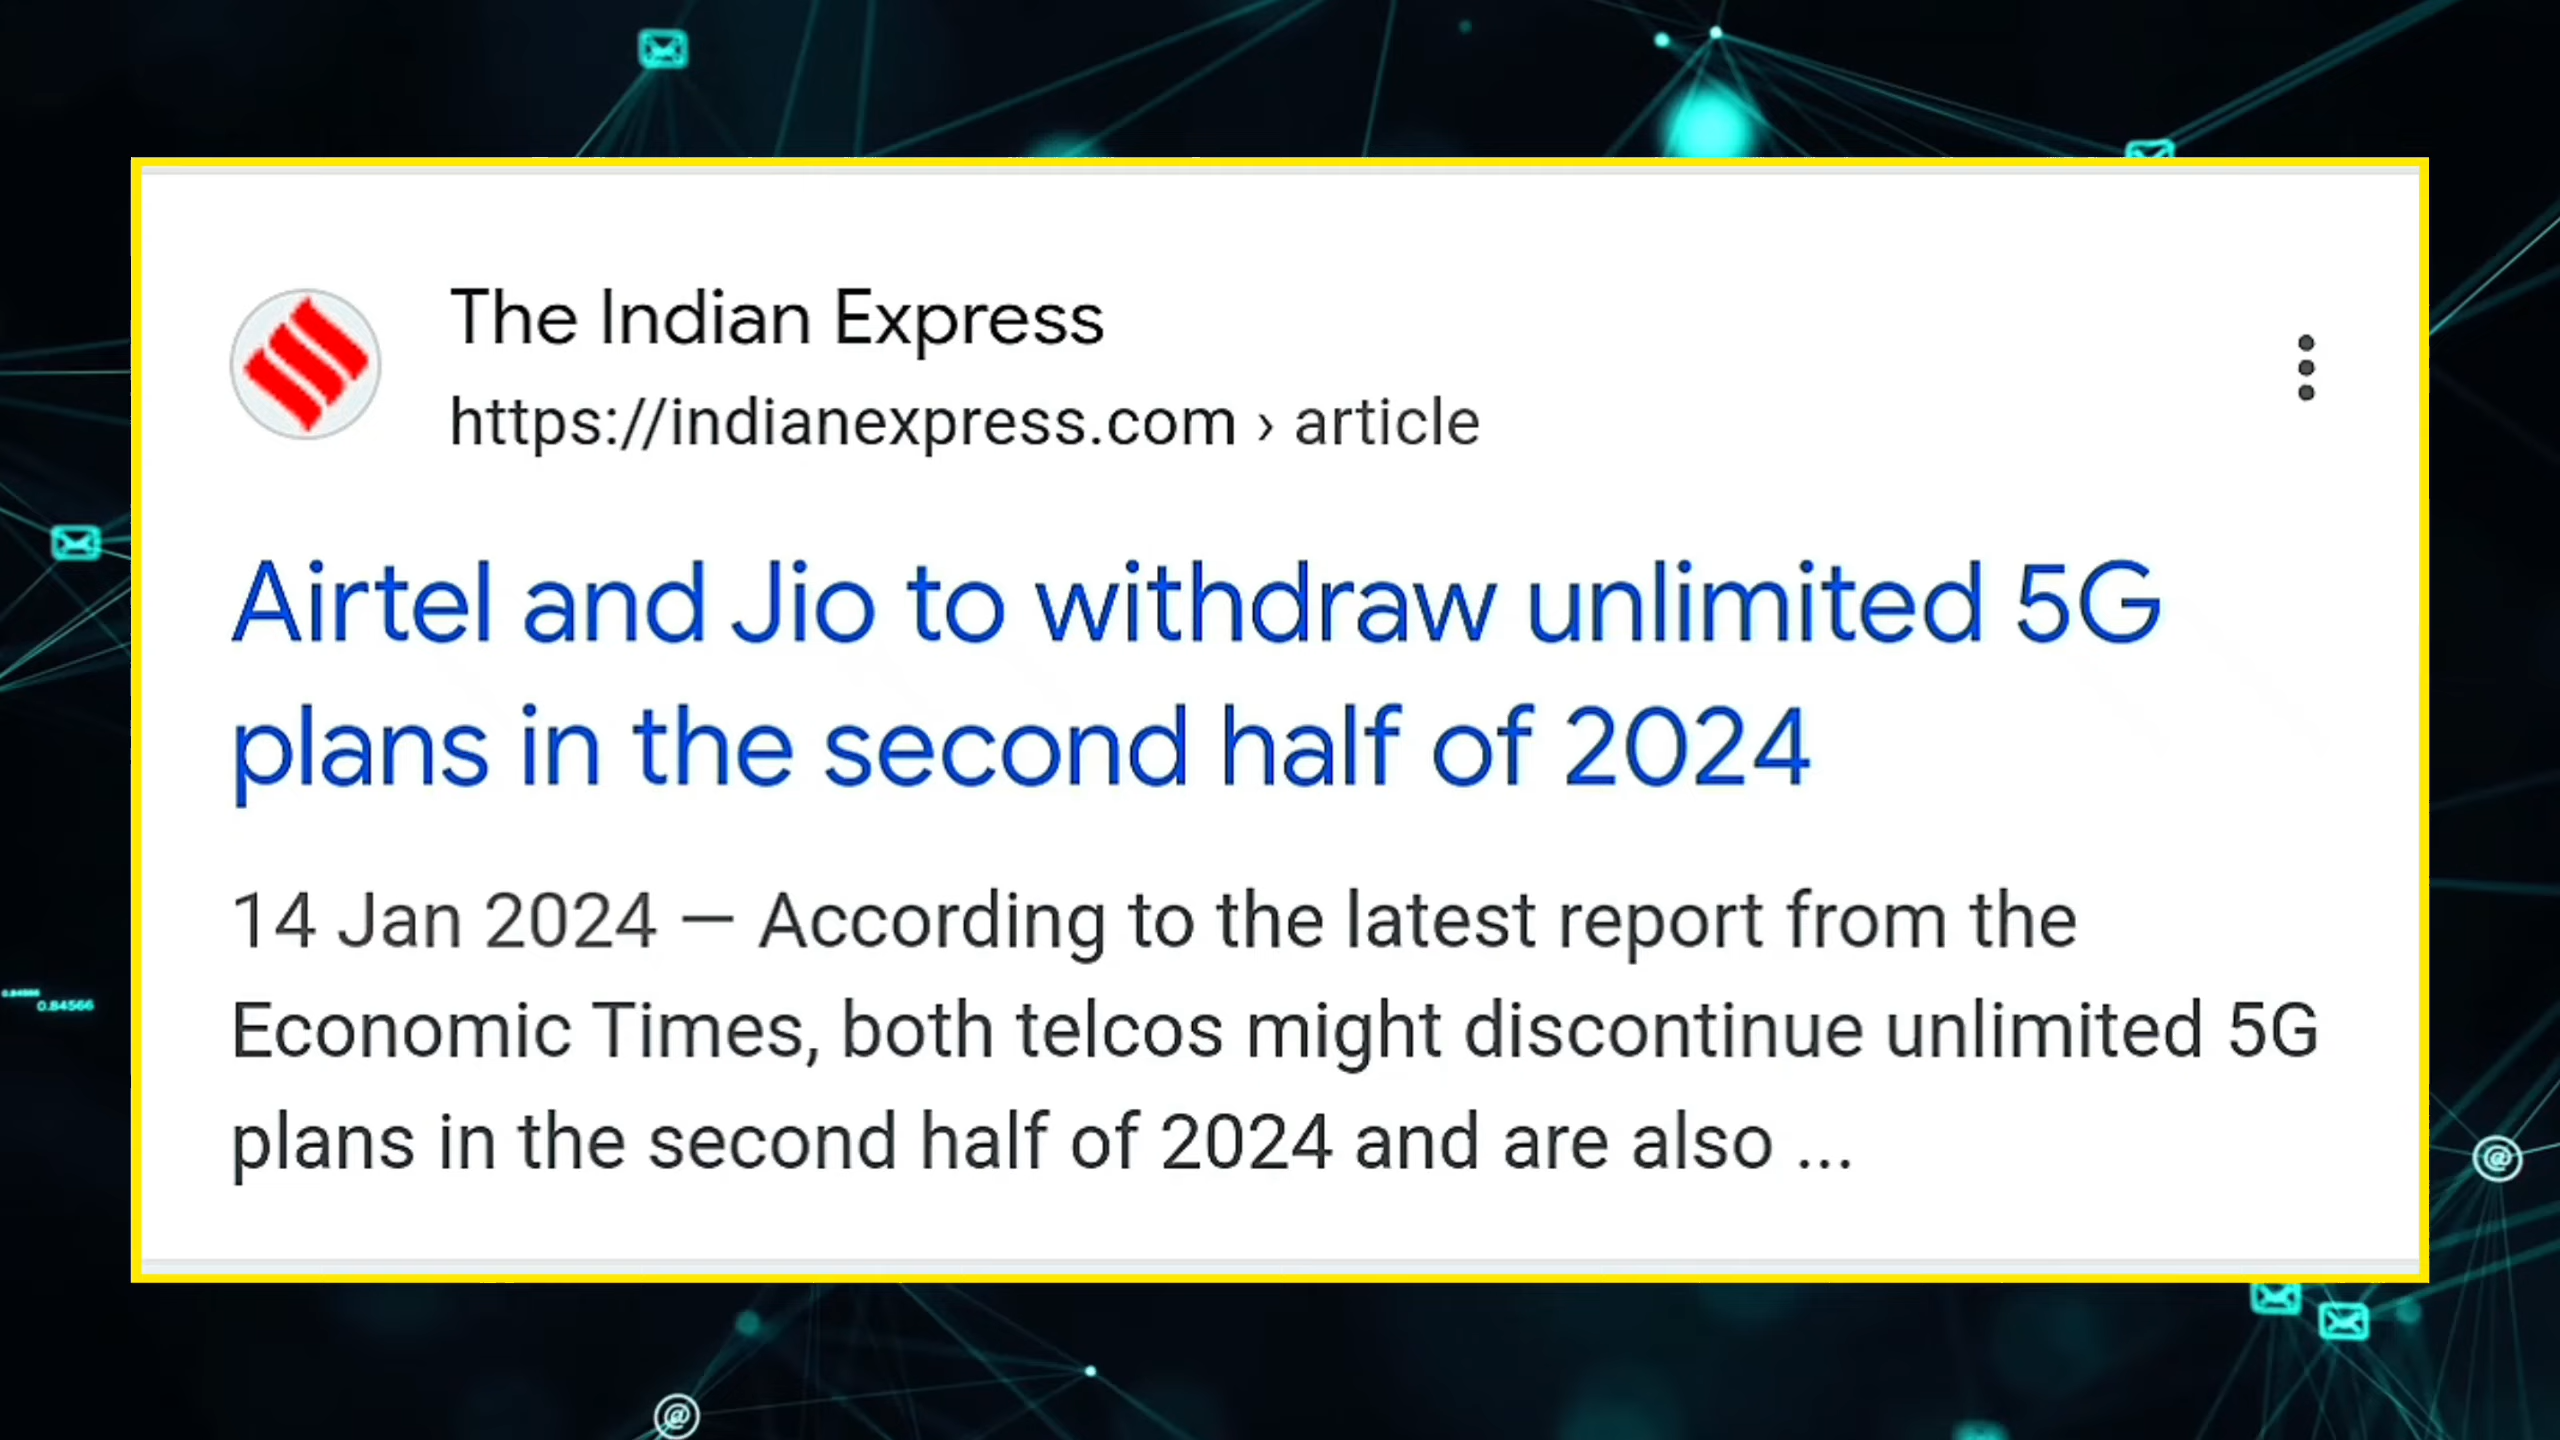 The Indian Express
https://indianexpress.com › article
Airtel and Jio to withdraw unlimited 5G
plans in the second half of 2024
14 Jan 2024 — According to the latest report from the
Economic Times, both telcos might discontinue unlimited 5G
plans in the second half of 2024 and are also ...
0.84566